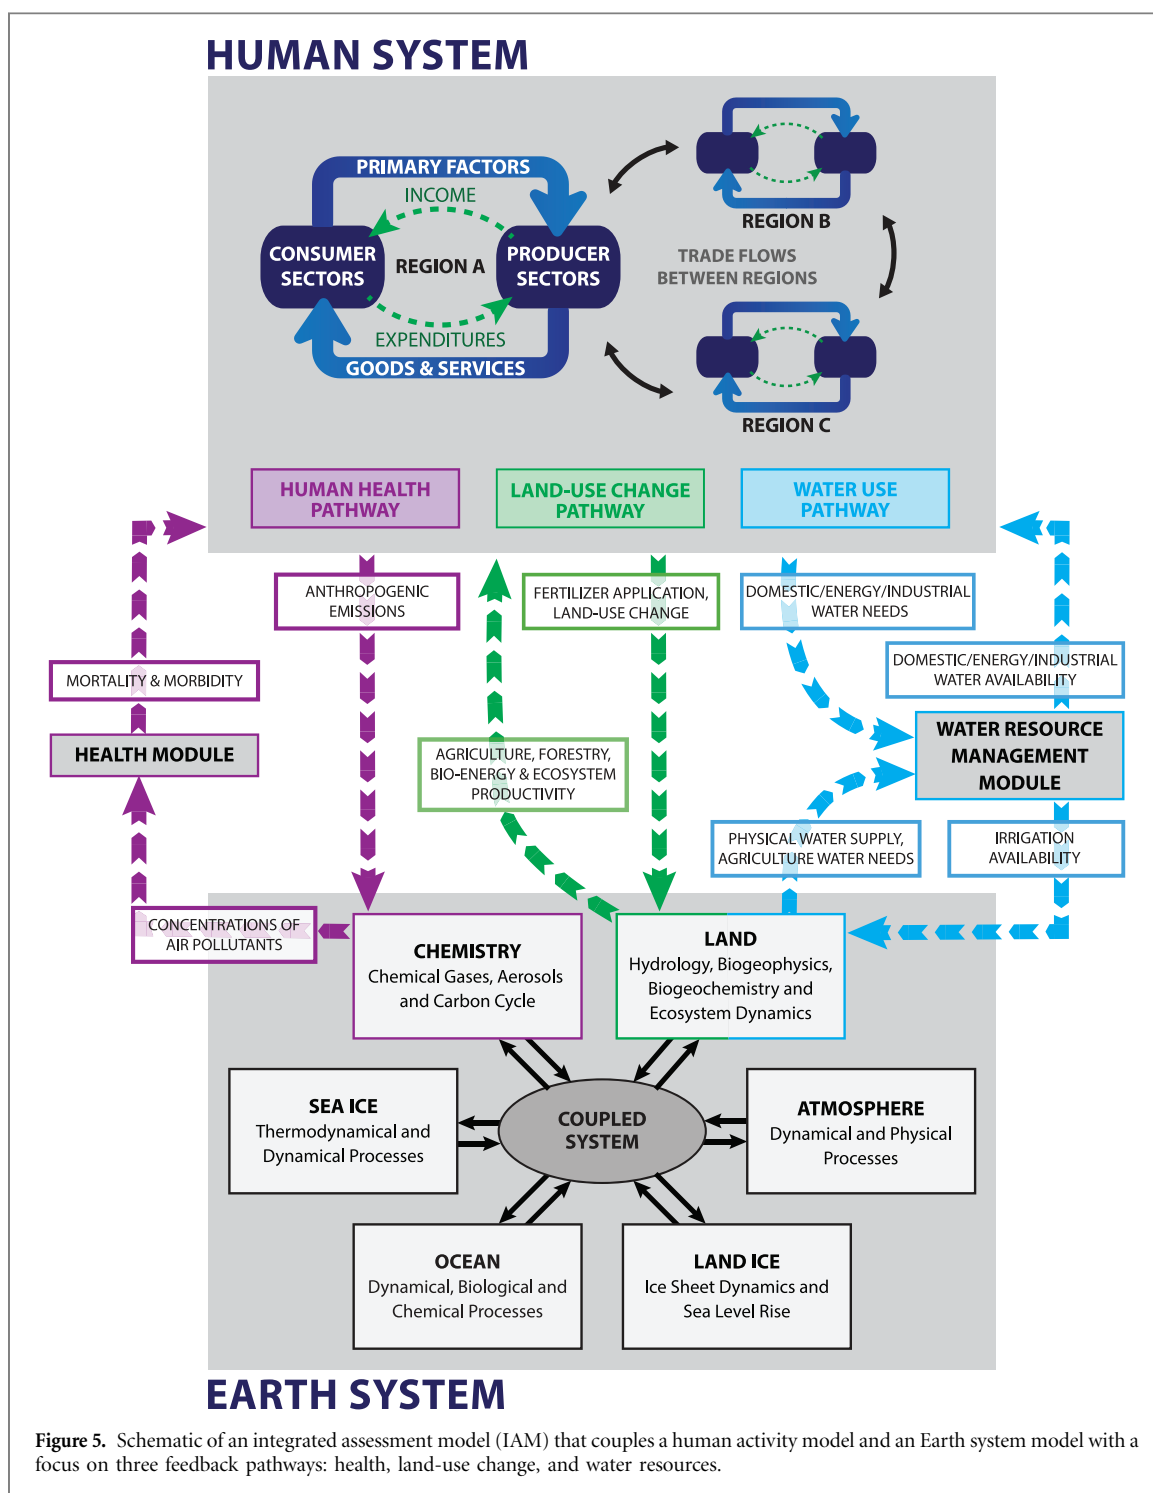 HUMAN SYSTEM
PRIMARY FACTORS
INCOME
CONSUMER
SECTORS
REGION A
PRODUCER
SECTORS
EXPENDITURES
GOODS & SERVICES
REGION B
TRADE FLOWS
BETWEEN REGIONS
REGION C
HUMAN HEALTH
PATHWAY
LAND-USE CHANGE
PATHWAY
WATER USE
PATHWAY
ANTHROPOGENIC
EMISSIONS
FERTILIZER APPLICATION,
LAND-USE CHANGE
DOMESTIC/ENERGY/INDUSTRIAL
WATER NEEDS
MORTALITY & MORBIDITY
DOMESTIC/ENERGY/INDUSTRIAL
WATER AVAILABILITY
HEALTH MODULE
AGRICULTURE, FORESTRY,
BIO-ENERGY & ECOSYSTEM
PRODUCTIVITY
WATER RESOURCE
MANAGEMENT
MODULE
PHYSICAL WATER SUPPLY,
AGRICULTURE WATER NEEDS
IRRIGATION
AVAILABILITY
CONCENTRATIONS OF
AIR POLLUTANTS
CHEMISTRY
Chemical Gases, Aerosols
and Carbon Cycle
LAND
Hydrology, Biogeophysics,
Biogeochemistry and
Ecosystem Dynamics
SEA ICE
Thermodynamical and
Dynamical Processes
COUPLED
SYSTEM
ATMOSPHERE
Dynamical and Physical
Processes
OCEAN
Dynamical, Biological and
Chemical Processes
LAND ICE
Ice Sheet Dynamics and
Sea Level Rise
EARTH SYSTEM
Figure 5. Schematic of an integrated assessment model (IAM) that couples a human activity model and an Earth system model with a
focus on three feedback pathways: health, land-use change, and water resources.